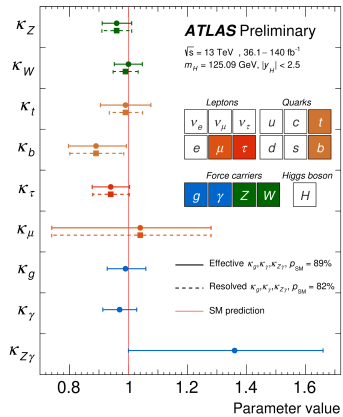 ATLAS Preliminary
√s = 13 TeV , 36.1 – 140 fb⁻¹
m_H = 125.09 GeV, |y_H| < 2.5
κ_Z
κ_W
κ_t
κ_b
κ_τ
κ_μ
κ_g
κ_γ
κ_Zγ
Leptons Quarks
ν_e ν_μ ν_τ u c t
e μ τ d s b
Force carriers Higgs boson
g γ Z W H
Effective κ_g,κ_γ,κ_Zγ, p_SM = 89%
Resolved κ_g,κ_γ,κ_Zγ, p_SM = 82%
SM prediction
0.8 1 1.2 1.4 1.6
Parameter value